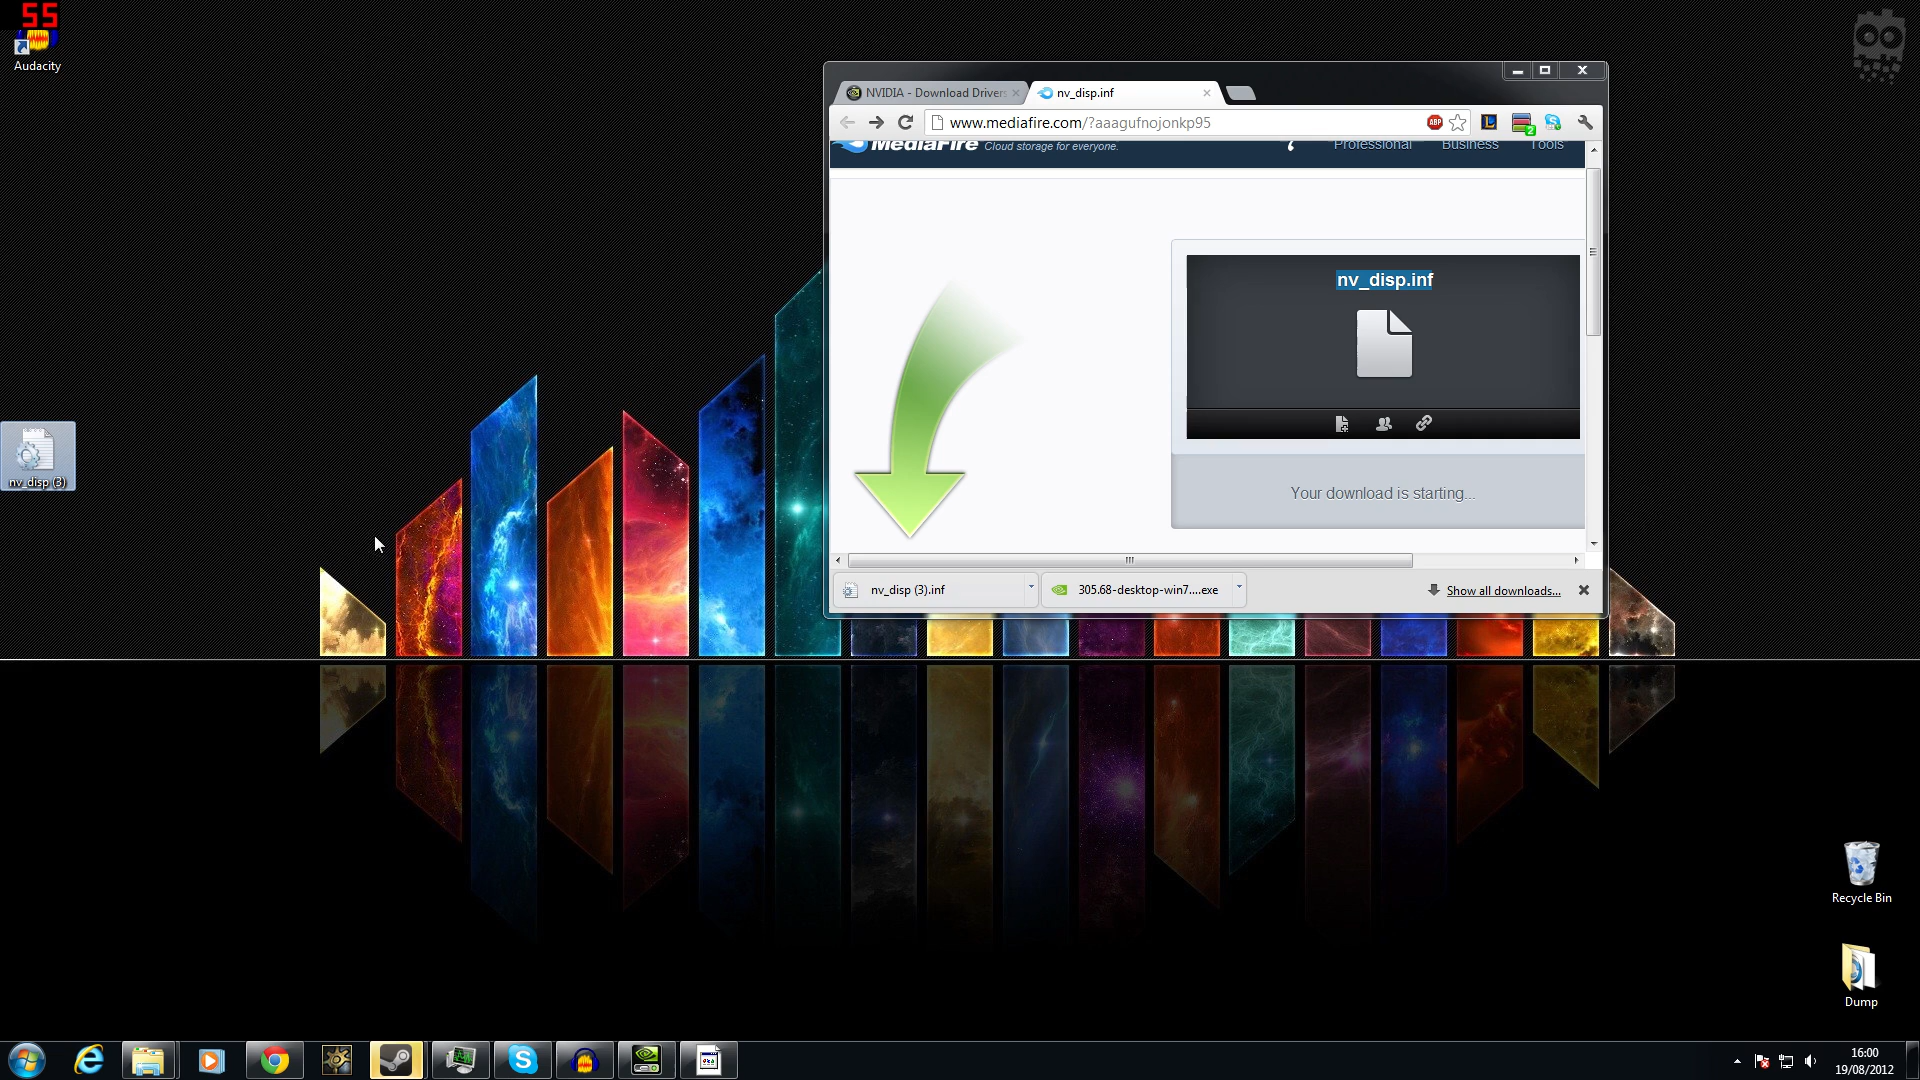 55
Audacity
NVIDIA - Download Drivers
nv_disp.inf
www.mediafire.com/?aaagufnojonkp95
ABP
L
2
MediaFire Cloud storage for everyone.
Professional
Business
Tools
nv_disp.inf
Your download is starting...
nv_disp (3)
nv_disp (3).inf
305.68-desktop-win7....exe
Show all downloads...
Recycle Bin
Dump
16:00
19/08/2012